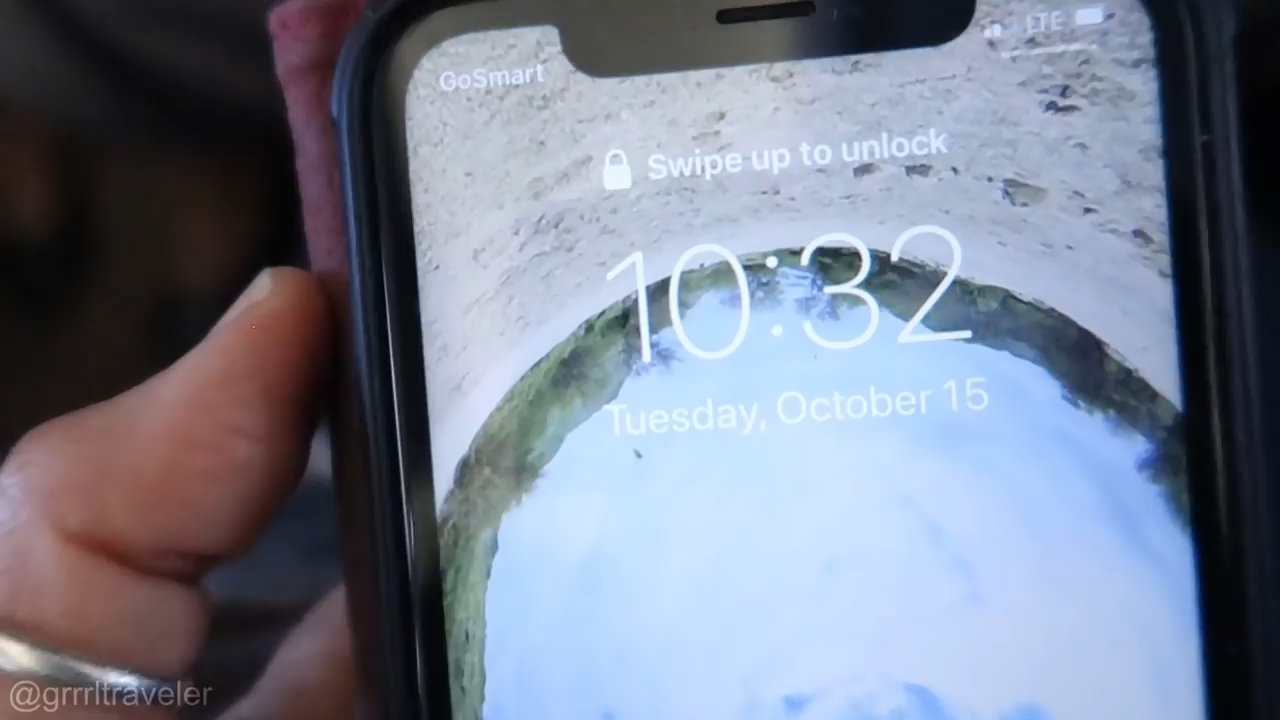 GoSmart
LTE
Swipe up to unlock
10:32
Tuesday, October 15
@grrrltraveler